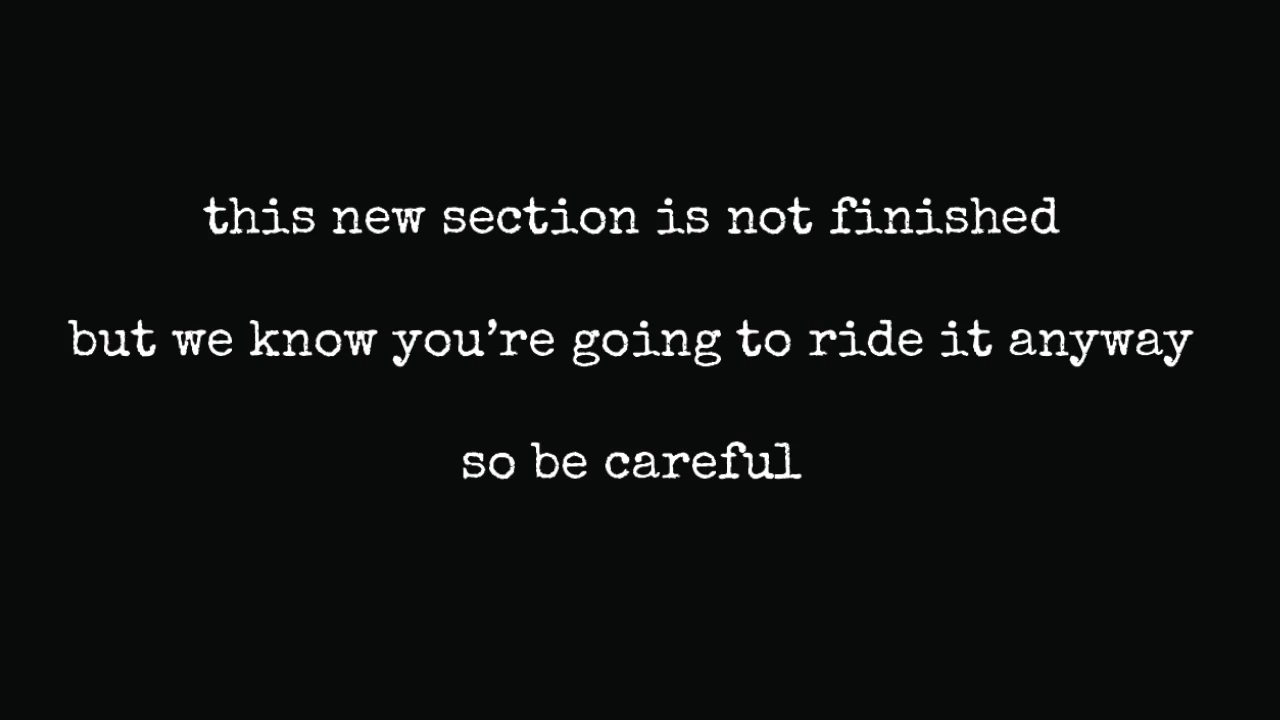 this new section is not finished
but we know you’re going to ride it anyway
so be careful